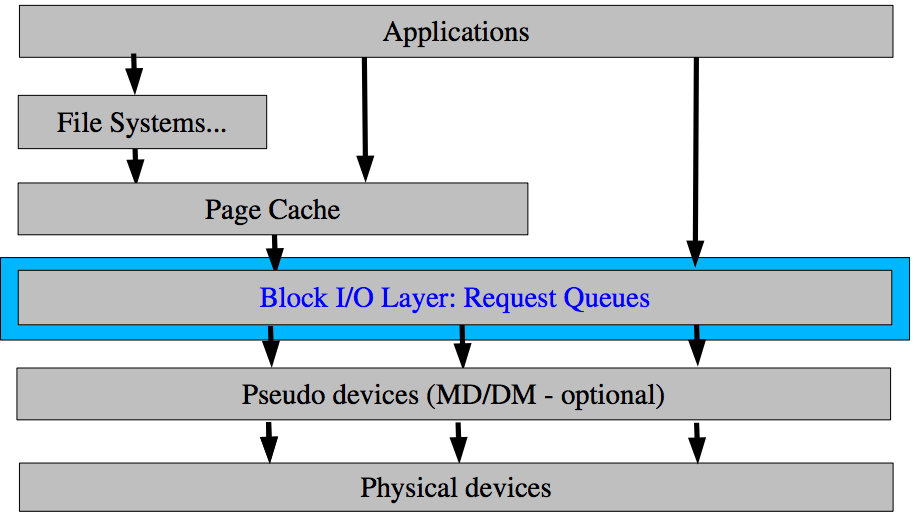 Applications
File Systems...
Page Cache
Block I/O Layer: Request Queues
Pseudo devices (MD/DM - optional)
Physical devices